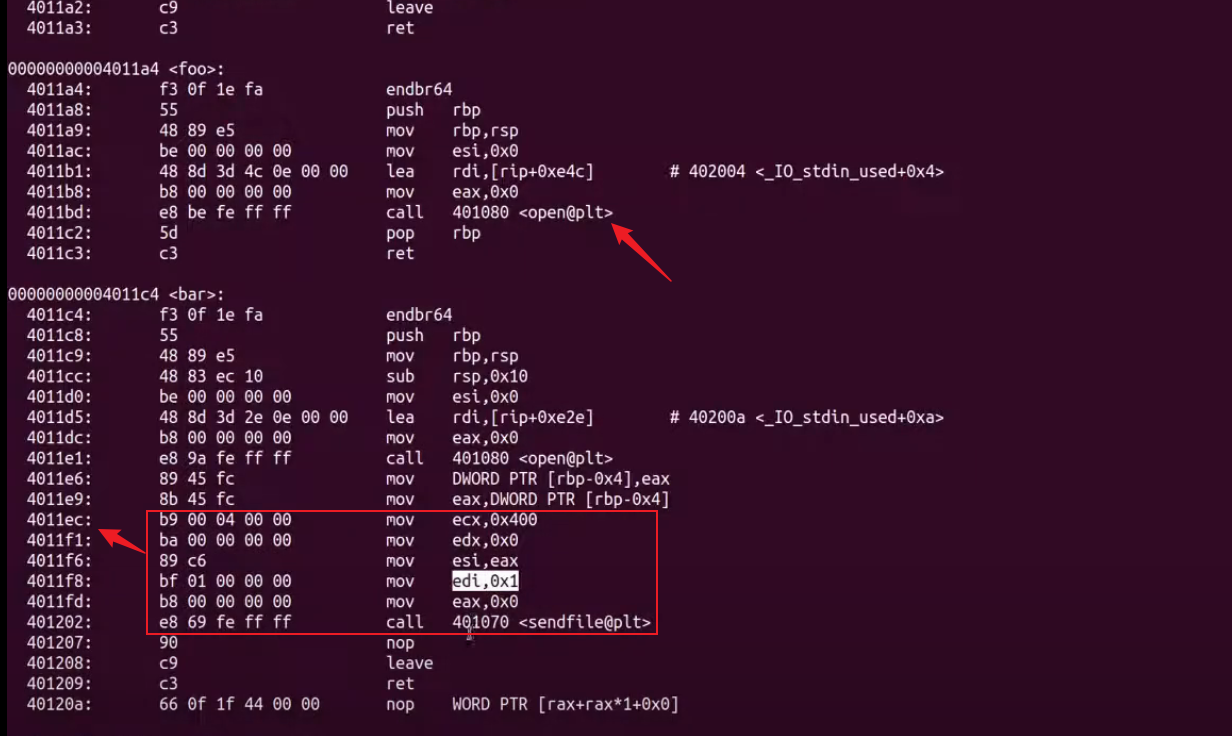 4011a2: c9 leave
4011a3: c3 ret
00000000004011a4 <foo>:
4011a4: f3 0f 1e fa endbr64
4011a8: 55 push rbp
4011a9: 48 89 e5 mov rbp,rsp
4011ac: be 00 00 00 00 mov esi,0x0
4011b1: 48 8d 3d 4c 0e 00 00 lea rdi,[rip+0xe4c] # 402004 <_IO_stdin_used+0x4>
4011b8: b8 00 00 00 00 mov eax,0x0
4011bd: e8 be fe ff ff call 401080 <open@plt>
4011c2: 5d pop rbp
4011c3: c3 ret
00000000004011c4 <bar>:
4011c4: f3 0f 1e fa endbr64
4011c8: 55 push rbp
4011c9: 48 89 e5 mov rbp,rsp
4011cc: 48 83 ec 10 sub rsp,0x10
4011d0: be 00 00 00 00 mov esi,0x0
4011d5: 48 8d 3d 2e 0e 00 00 lea rdi,[rip+0xe2e] # 40200a <_IO_stdin_used+0xa>
4011dc: b8 00 00 00 00 mov eax,0x0
4011e1: e8 9a fe ff ff call 401080 <open@plt>
4011e6: 89 45 fc mov DWORD PTR [rbp-0x4],eax
4011e9: 8b 45 fc mov eax,DWORD PTR [rbp-0x4]
4011ec: b9 00 04 00 00 mov ecx,0x400
4011f1: ba 00 00 00 00 mov edx,0x0
4011f6: 89 c6 mov esi,eax
4011f8: bf 01 00 00 00 mov edi,0x1
4011fd: b8 00 00 00 00 mov eax,0x0
401202: e8 69 fe ff ff call 401070 <sendfile@plt>
401207: 90 nop
401208: c9 leave
401209: c3 ret
40120a: 66 0f 1f 44 00 00 nop WORD PTR [rax+rax*1+0x0]